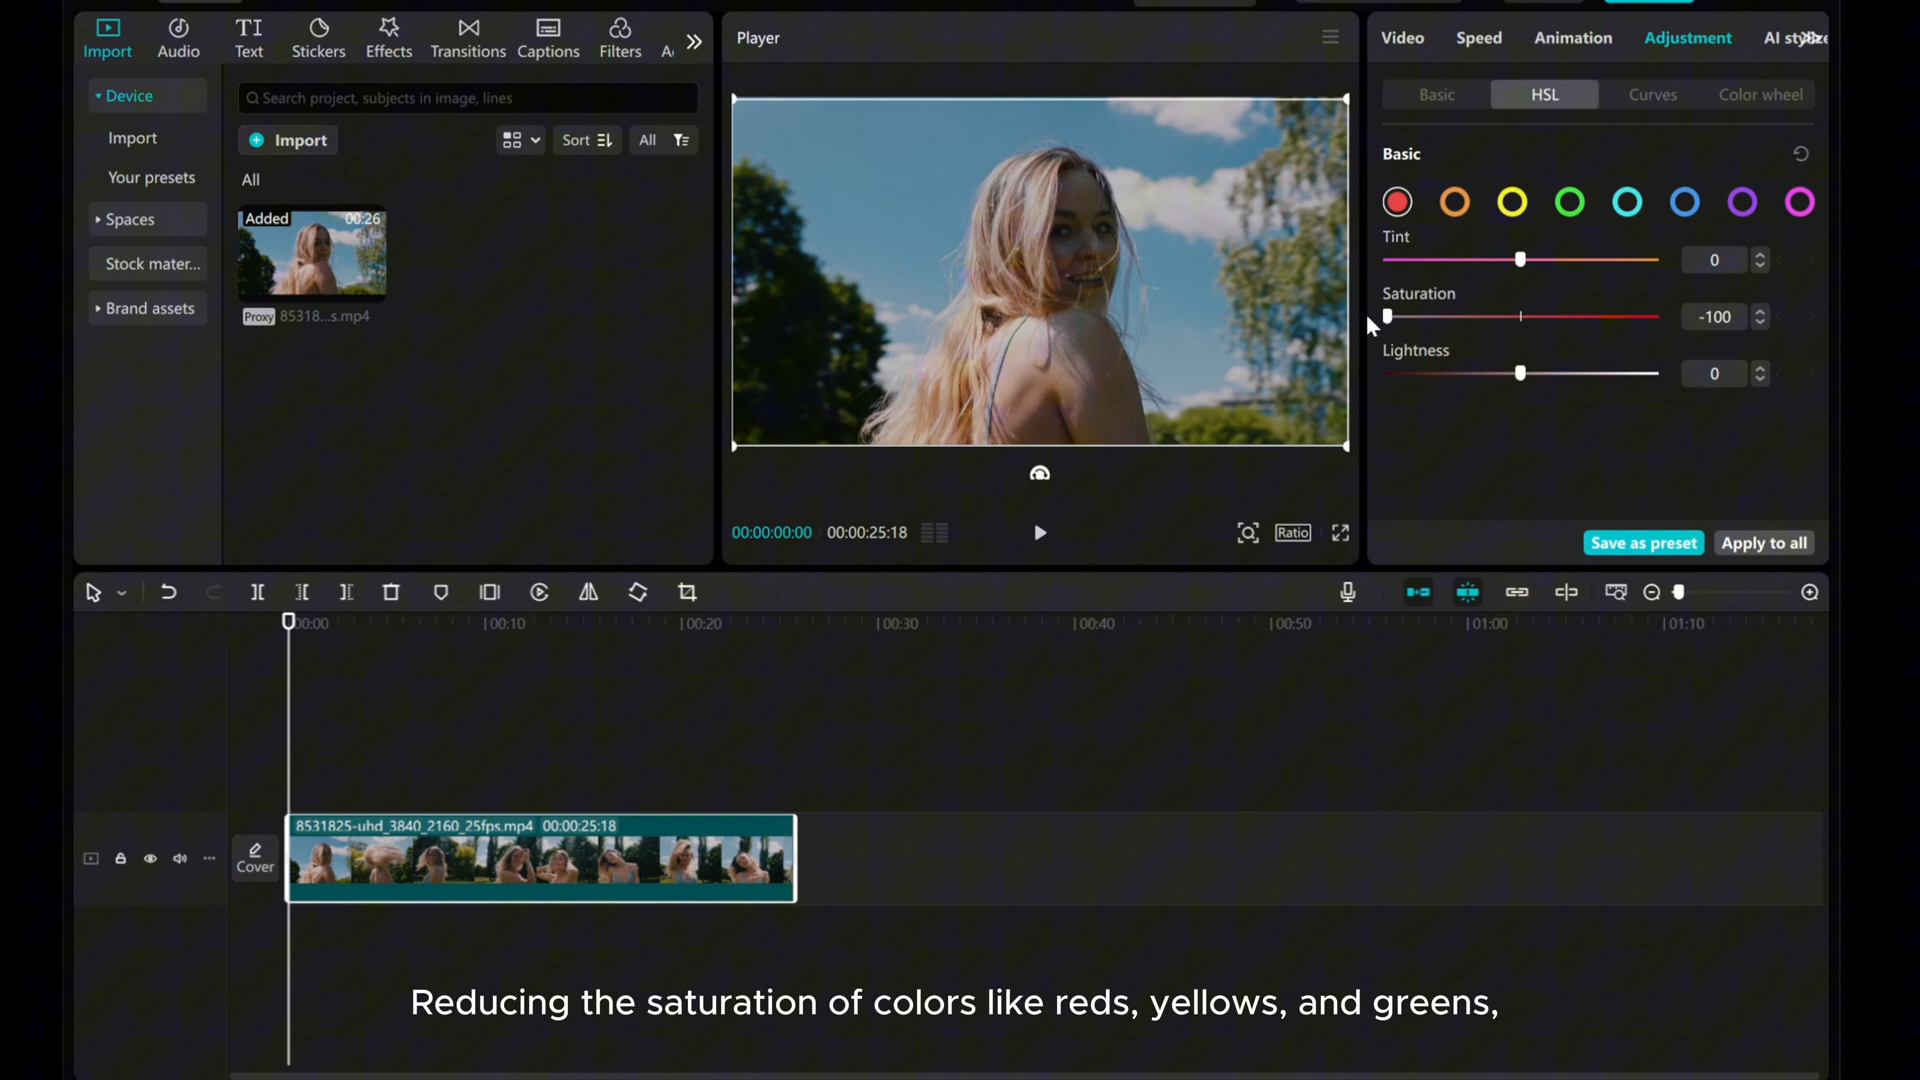 Import
Audio
Text
Stickers
Effects
Transitions
Captions
Filters
Player
Video
Speed
Animation
Adjustment
Device
Import
Your presets
Spaces
Stock mater...
Brand assets
Search project, subjects in image, lines
Import
Sort
All
All
Added
00:26
Proxy
85318...s.mp4
Basic
HSL
Curves
Color wheel
Basic
Tint
0
Saturation
-100
Lightness
0
00:00:00:00
00:00:25:18
Ratio
Save as preset
Apply to all
00:00
00:10
00:20
00:30
00:40
00:50
01:00
01:10
8531825-uhd_3840_2160_25fps.mp4 00:00:25:18
Cover
Reducing the saturation of colors like reds, yellows, and greens,